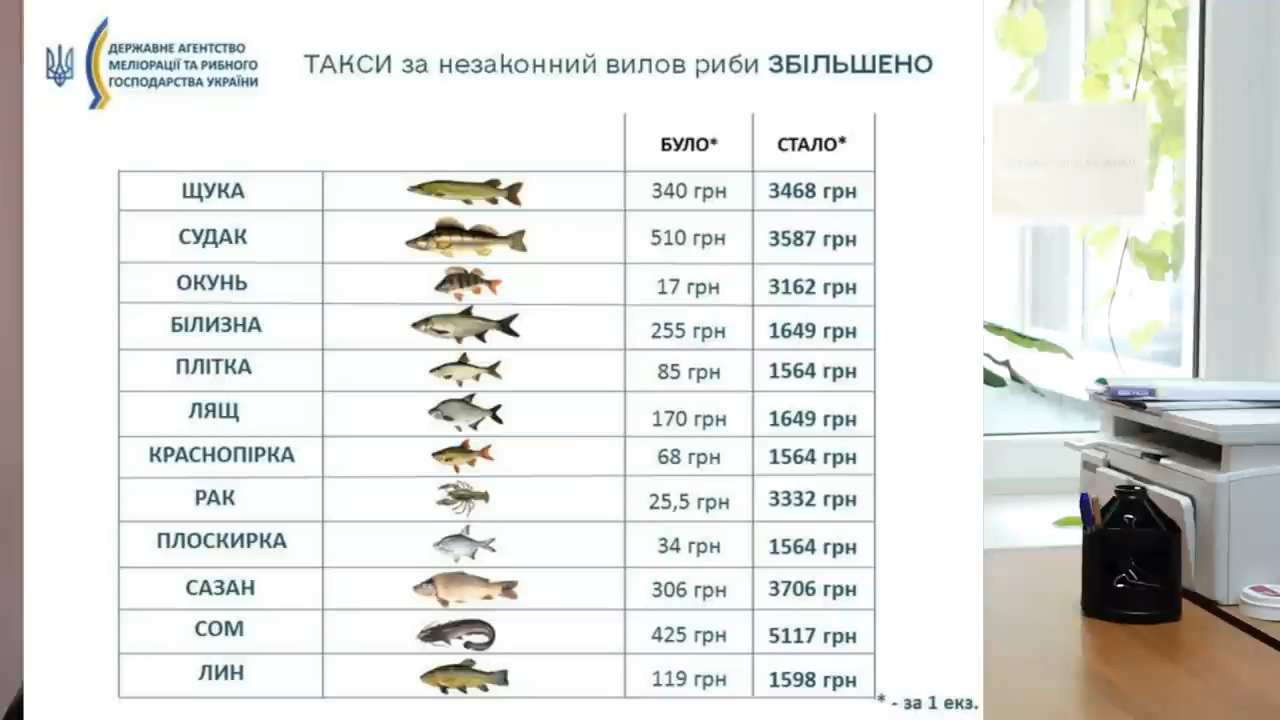 ДЕРЖАВНЕ АГЕНТСТВО
МЕЛІОРАЦІЇ ТА РИБНОГО
ГОСПОДАРСТВА УКРАЇНИ
ТАКСИ за незаконний вилов риби ЗБІЛЬШЕНО
БУЛО* СТАЛО*
ЩУКА 340 грн 3468 грн
СУДАК 510 грн 3587 грн
ОКУНЬ 17 грн 3162 грн
БІЛИЗНА 255 грн 1649 грн
ПЛІТКА 85 грн 1564 грн
ЛЯЩ 170 грн 1649 грн
КРАСНОПІРКА 68 грн 1564 грн
РАК 25,5 грн 3332 грн
ПЛОСКИРКА 34 грн 1564 грн
САЗАН 306 грн 3706 грн
СОМ 425 грн 5117 грн
ЛИН 119 грн 1598 грн
* - за 1 екз.